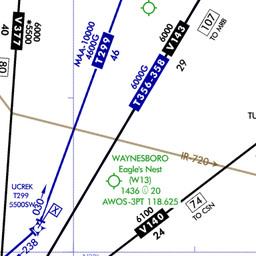 V377
6000
*5500
40
80
MAA-10000
4600G
T299
46
6000
V143
6000G
T356-358
29
107
TO MRB
IR-720
TU
WAYNESBORO
Eagle's Nest
(W13)
1436 20
AWOS-3PT 118.625
UCREK
T299
5500SW
030
238
6100
V140
24
74
TO CSN